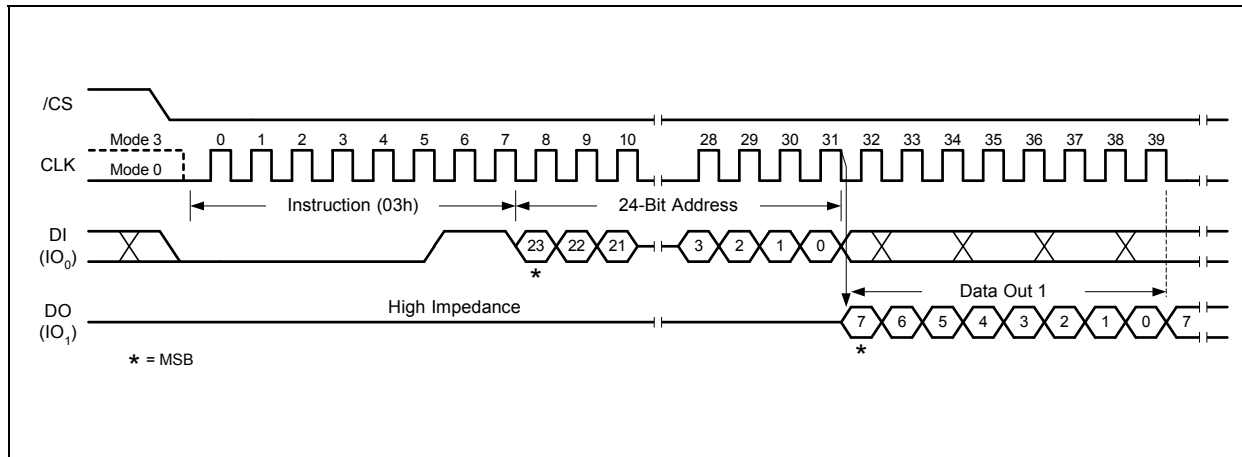 /CS
Mode 3
0 1 2 3 4 5 6 7 8 9 10 28 29 30 31 32 33 34 35 36 37 38 39
CLK
Mode 0
Instruction (03h) 24-Bit Address
DI
(IO0)
23 22 21 3 2 1 0
*
High Impedance Data Out 1
DO
(IO1)
7 6 5 4 3 2 1 0 7
*
* = MSB